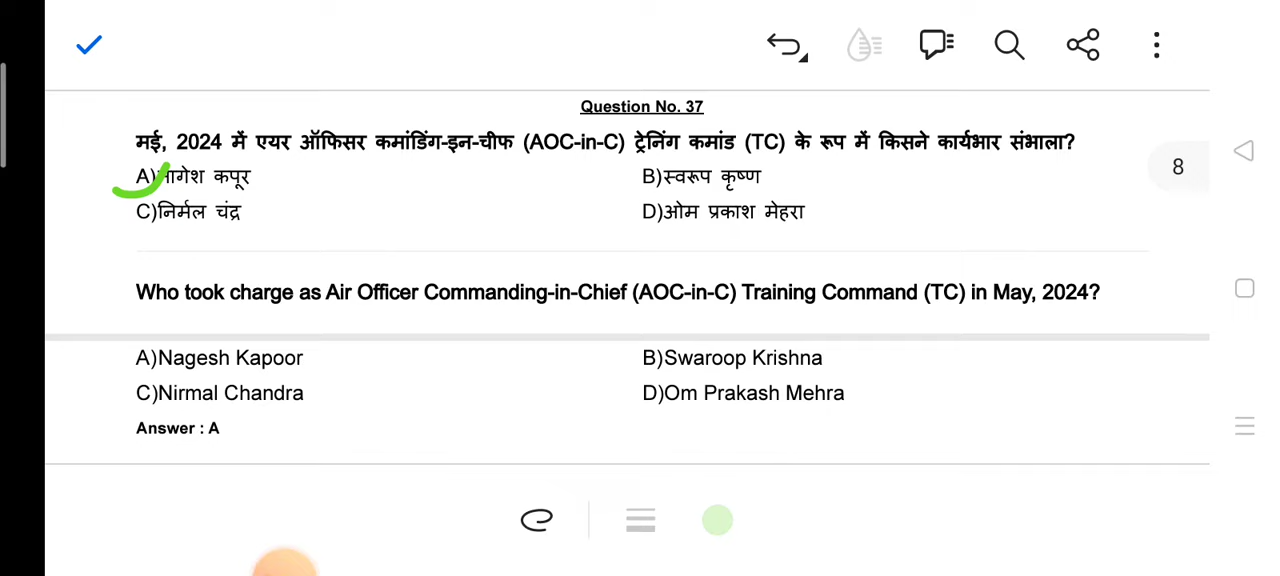 Question No. 37
मई, 2024 में एयर ऑफिसर कमांडिंग-इन-चीफ (AOC-in-C) ट्रेनिंग कमांड (TC) के रूप में किसने कार्यभार संभाला?
A)नागेश कपूर B)स्वरूप कृष्ण
8
C)निर्मल चंद्र D)ओम प्रकाश मेहरा
Who took charge as Air Officer Commanding-in-Chief (AOC-in-C) Training Command (TC) in May, 2024?
A)Nagesh Kapoor B)Swaroop Krishna
C)Nirmal Chandra D)Om Prakash Mehra
Answer : A